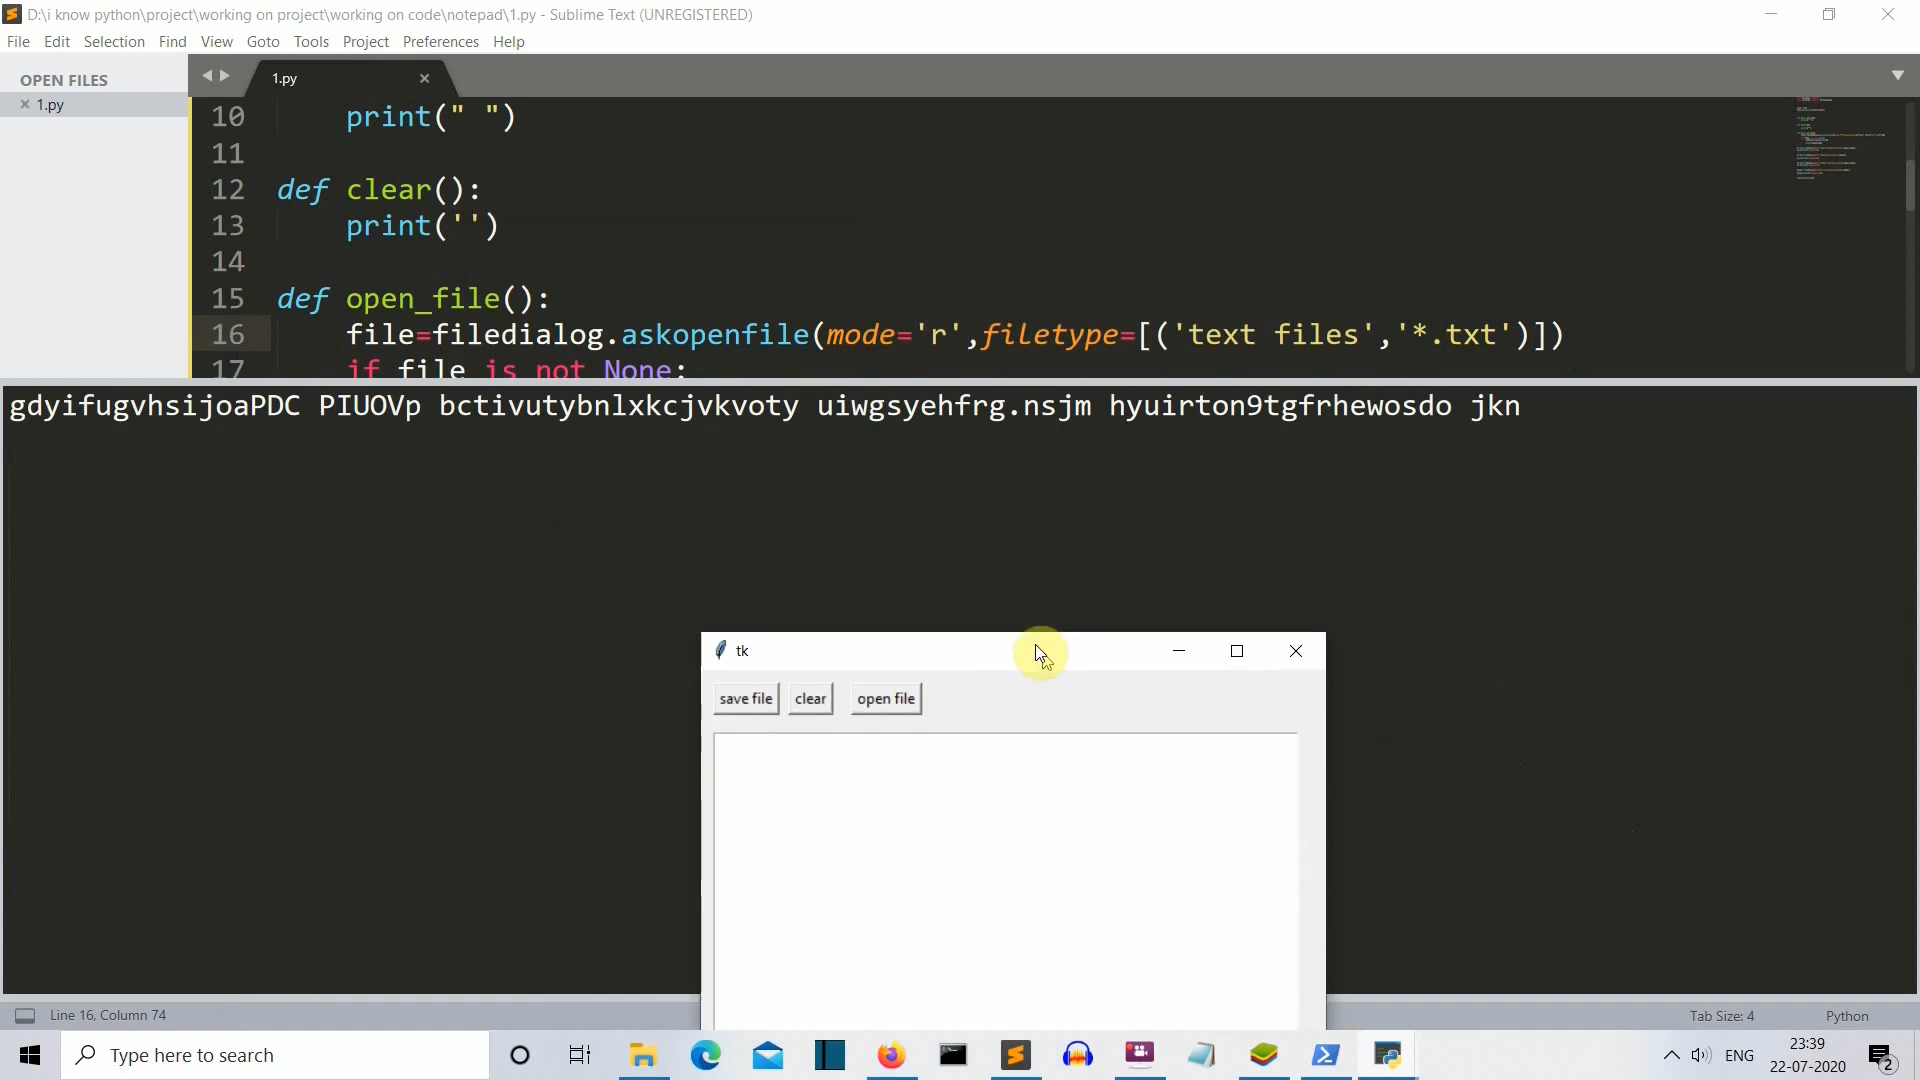 D:\i know python\project\working on project\working on code\notepad\1.py - Sublime Text (UNREGISTERED)
File Edit Selection Find View Goto Tools Project Preferences Help
OPEN FILES
1.py
1.py
10 print(" ")
11
12 def clear():
13 print('')
14
15 def open_file():
16 file=filedialog.askopenfile(mode='r',filetype=[('text files','*.txt')])
17 if file is not None:
gdyifugvhsijoaPDC PIUOVp bctivutybnlxkcjvkvoty uiwgsyehfrg.nsjm hyuirton9tgfrhewosdo jkn
tk
save file clear open file
Line 16, Column 74
Tab Size: 4 Python
Type here to search
ENG
23:39
22-07-2020
2